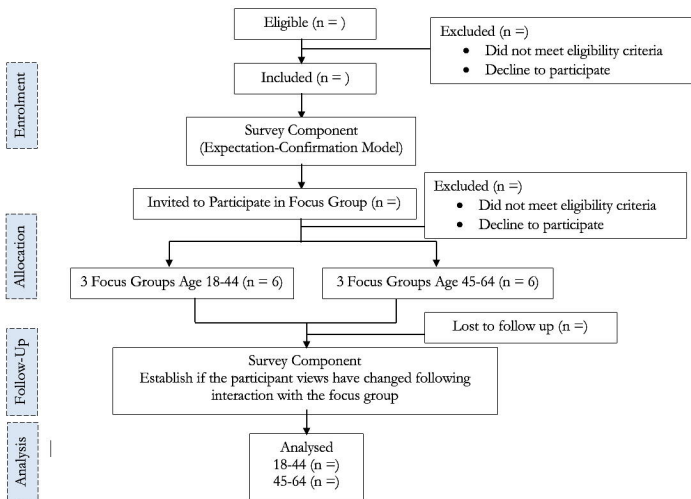 Eligible (n = )
Excluded (n =)
• Did not meet eligibility criteria
• Decline to participate
Enrolment
Included (n = )
Survey Component
(Expectation-Confirmation Model)
Invited to Participate in Focus Group (n =)
Excluded (n =)
• Did not meet eligibility criteria
• Decline to participate
Allocation
3 Focus Groups Age 18-44 (n = 6)
3 Focus Groups Age 45-64 (n = 6)
Lost to follow up (n =)
Follow-Up
Survey Component
Establish if the participant views have changed following
interaction with the focus group
Analysis
Analysed
18-44 (n =)
45-64 (n =)